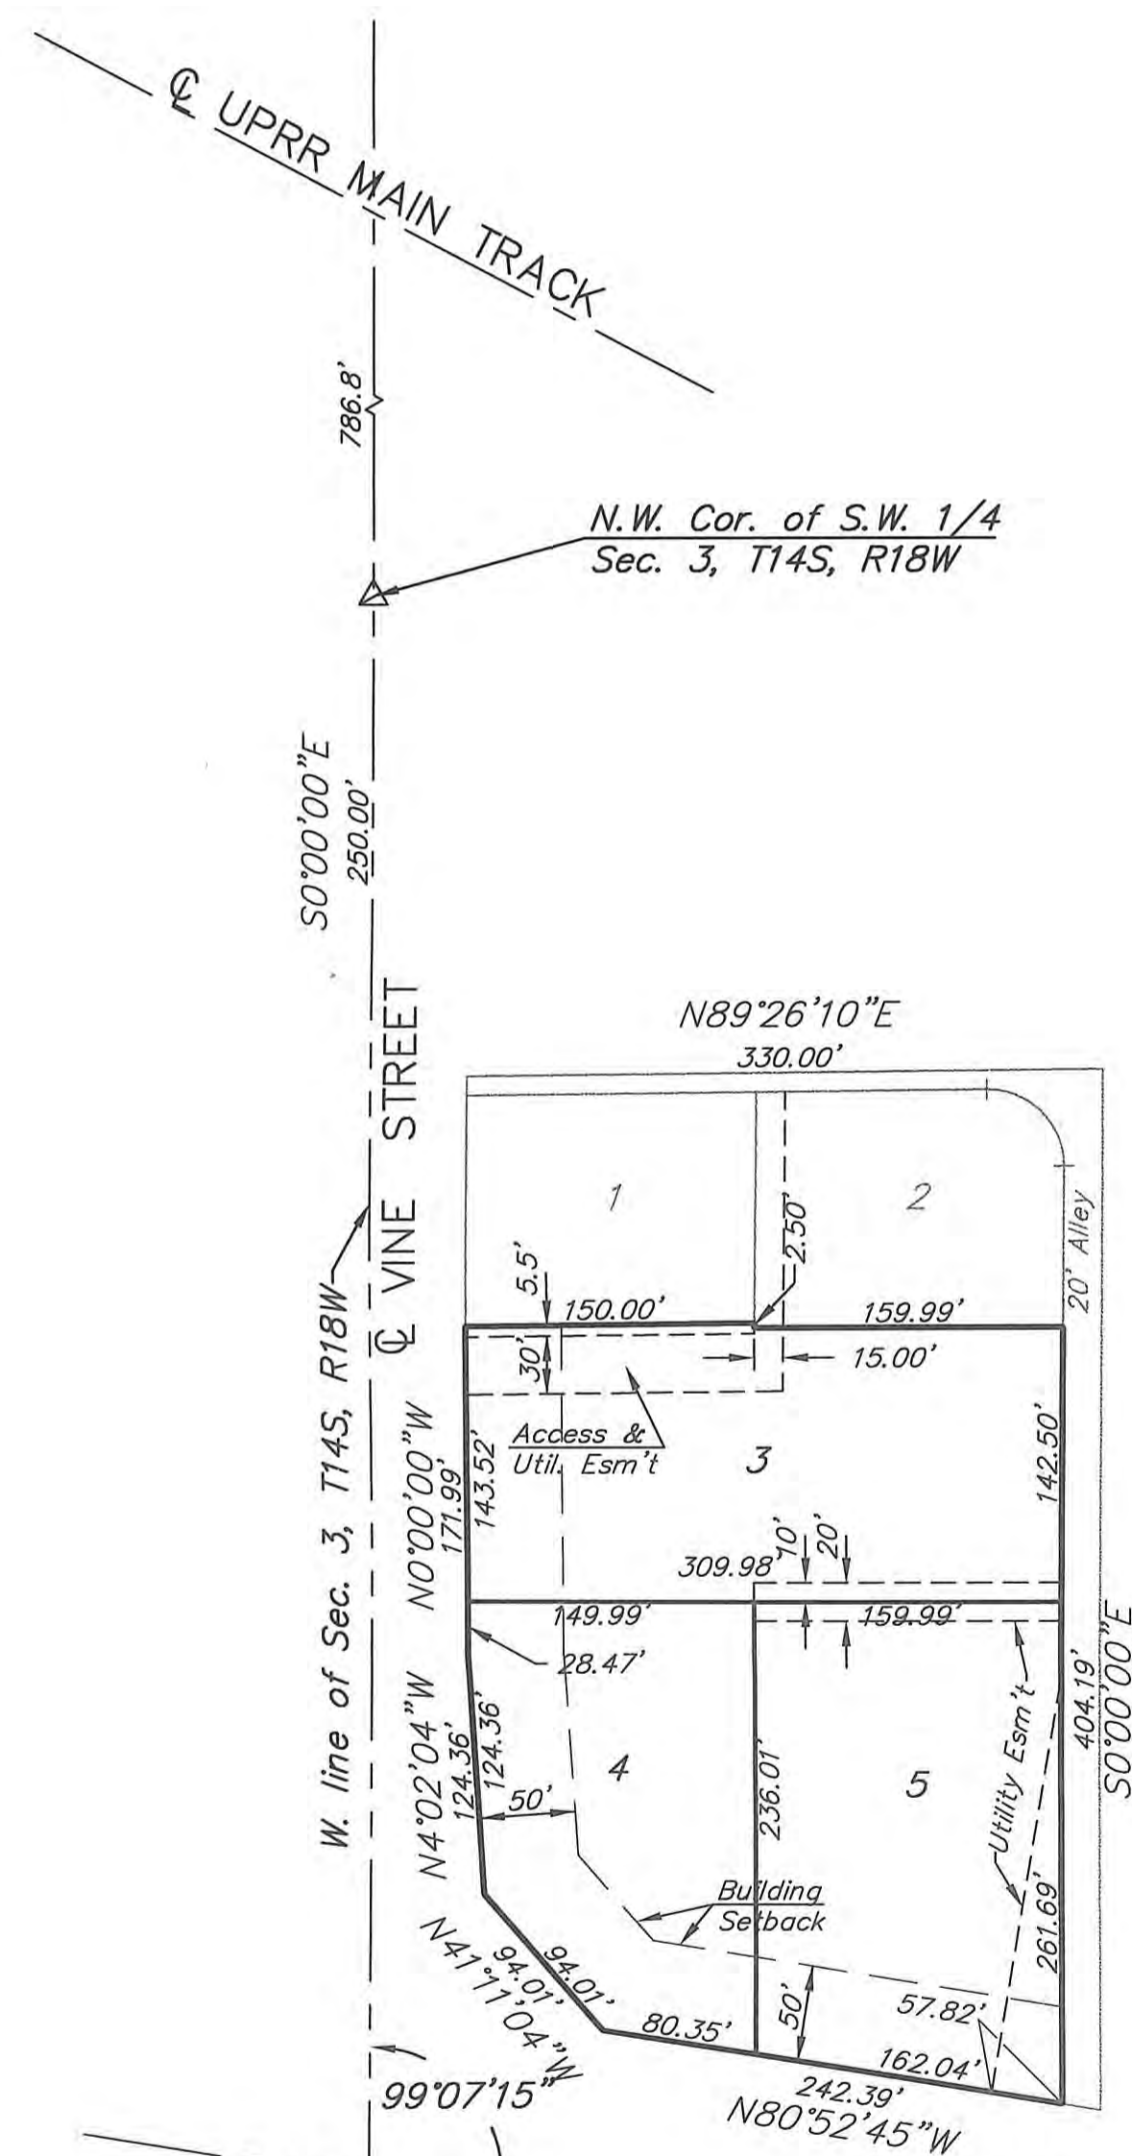 ℄ UPRR MAIN TRACK
786.8'
N.W. Cor. of S.W. 1/4
Sec. 3, T14S, R18W
S0°00'00"E
250.00'
W. line of Sec. 3, T14S, R18W
℄ VINE STREET
N89°26'10"E
330.00'
1
2
2.50'
20' Alley
5.5'
150.00'
159.99'
30'
15.00'
Access &
Util. Esm't
3
N0°00'00"W
171.99'
143.52'
142.50'
309.98'
10'
20'
149.99'
159.99'
28.47'
N4°02'04"W
124.36'
124.36'
50'
4
236.01'
5
Utility Esm't
404.19'
S0°00'00"E
261.69'
Building
Setback
N41°11'04"W
94.01'
94.01'
80.35'
50'
57.82'
162.04'
242.39'
N80°52'45"W
99°07'15"